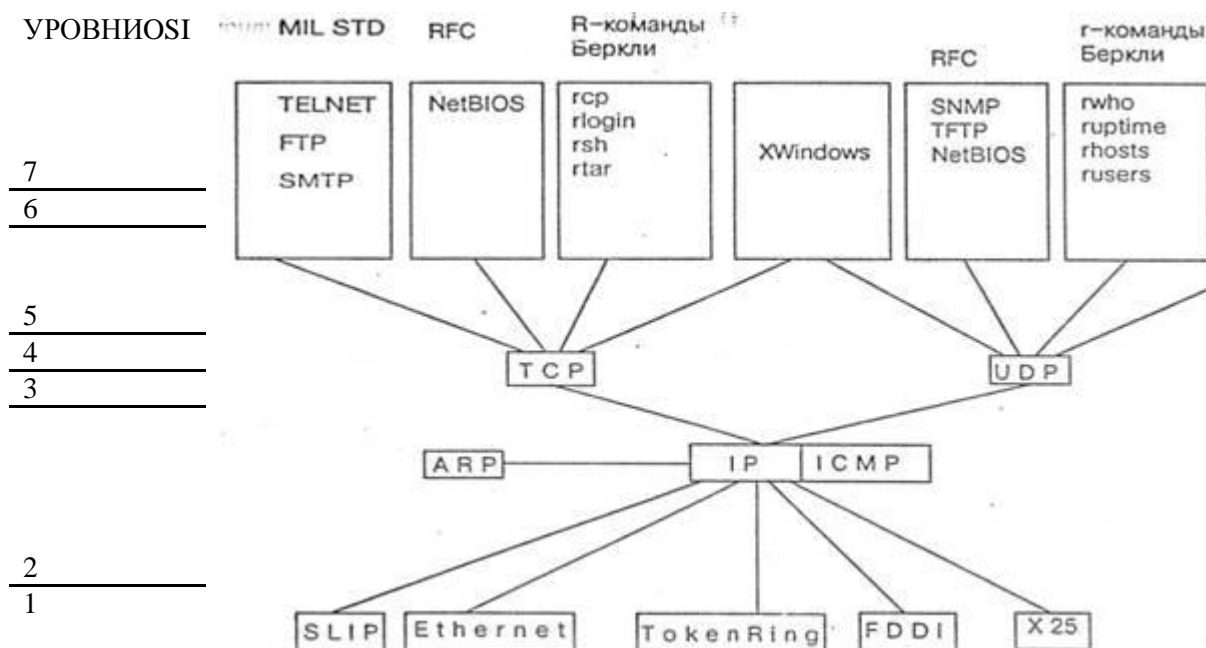 УРОВНИOSI
MIL STD
RFC
R-команды
Беркли
RFC
r-команды
Беркли
TELNET
FTP
SMTP
NetBIOS
rcp
rlogin
rsh
rtar
XWindows
SNMP
TFTP
NetBIOS
rwho
ruptime
rhosts
rusers
7
6
5
4
3
TCP
UDP
ARP
IP
ICMP
2
1
SLIP
Ethernet
TokenRing
FDDI
X25